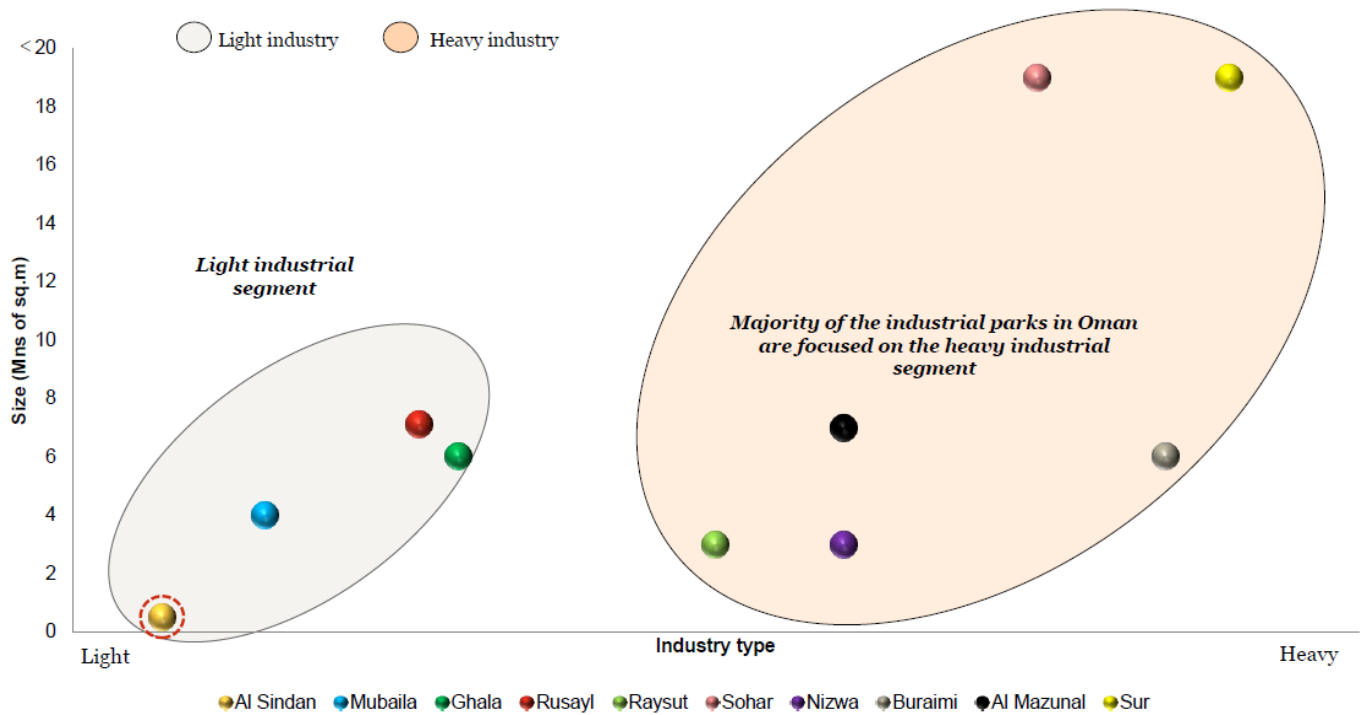 Light industry
Heavy industry
< 20
18
16
14
12
10
8
6
4
2
0
Size (Mns of sq.m)
Light industrial
segment
Majority of the industrial parks in Oman
are focused on the heavy industrial
segment
Light
Industry type
Heavy
Al Sindan Mubaila Ghala Rusayl Raysut Sohar Nizwa Buraimi Al Mazunal Sur